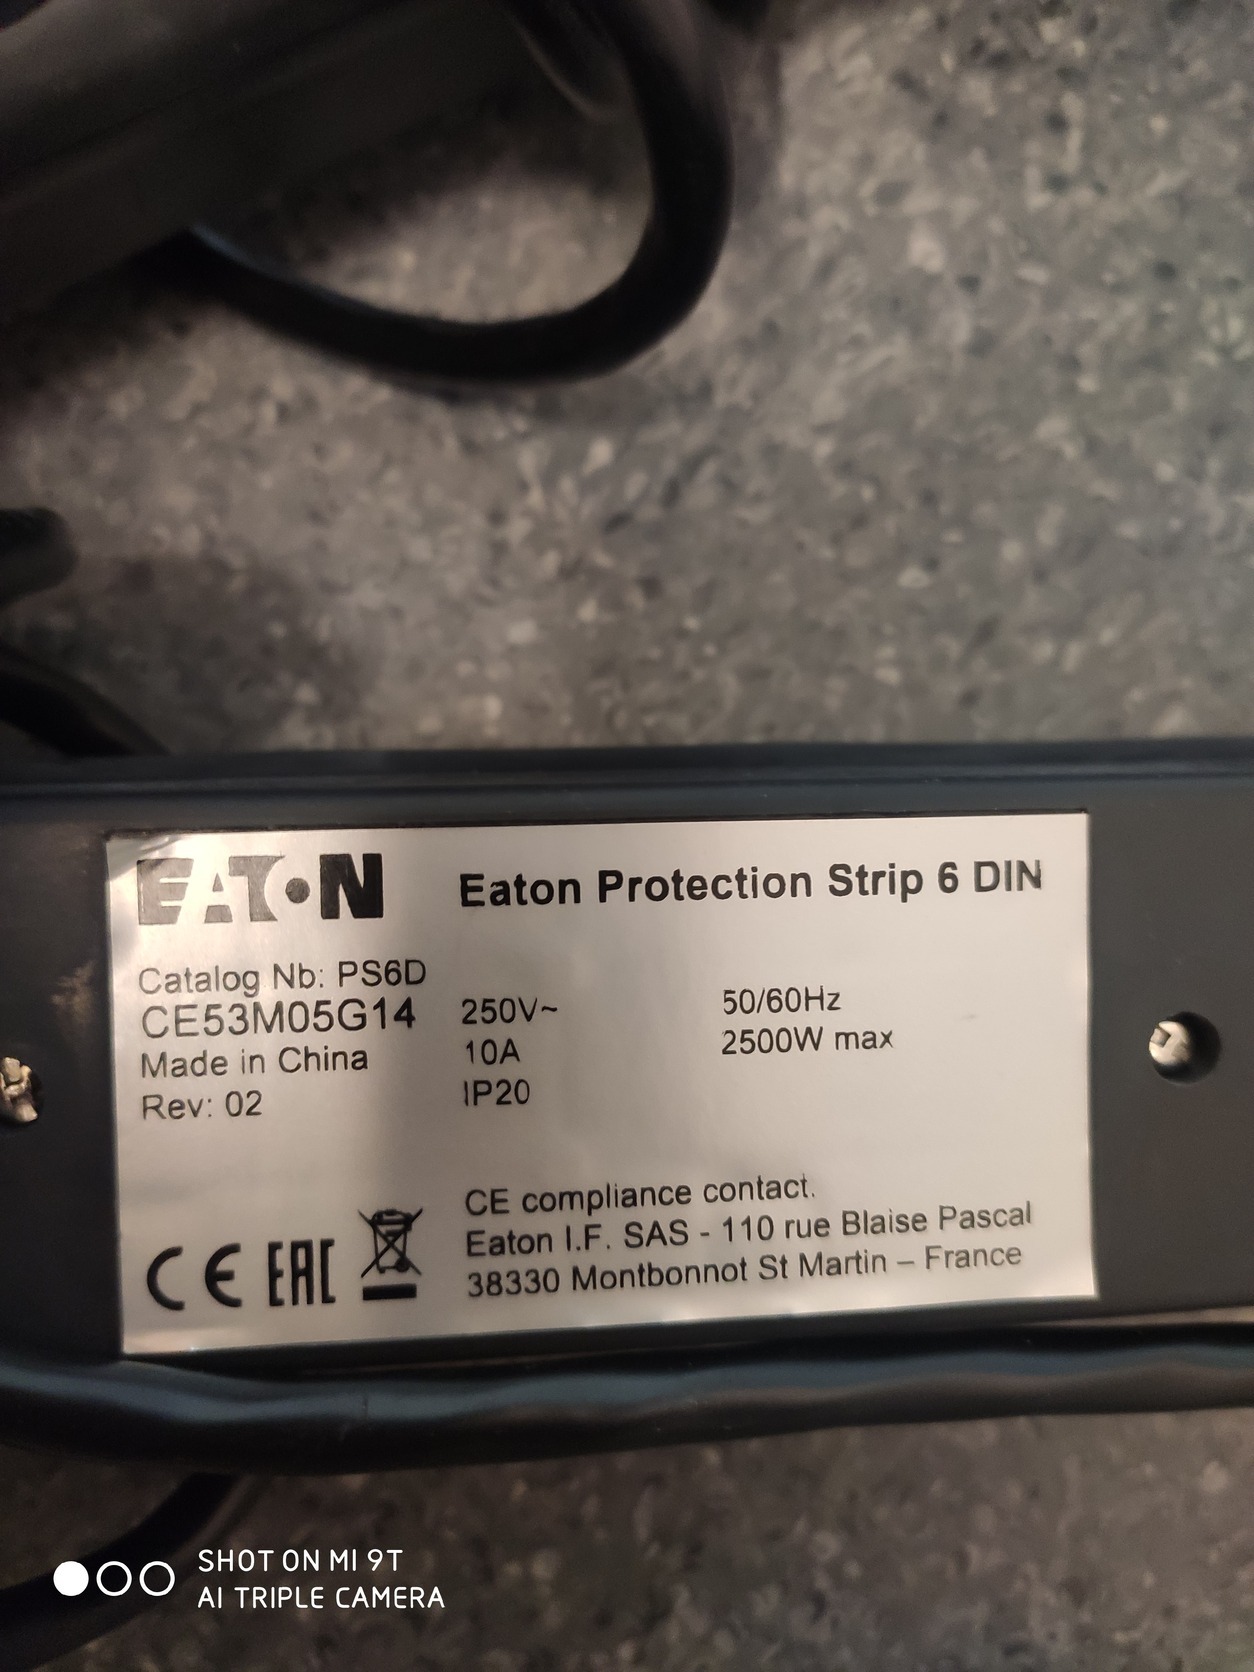 EATON
Eaton Protection Strip 6 DIN
Catalog Nb: PS6D
CE53M05G14
Made in China
Rev: 02
250V~
10A
IP20
50/60Hz
2500W max
CE compliance contact.
Eaton I.F. SAS - 110 rue Blaise Pascal
38330 Montbonnot St Martin – France
CE EAC
SHOT ON MI 9T
AI TRIPLE CAMERA